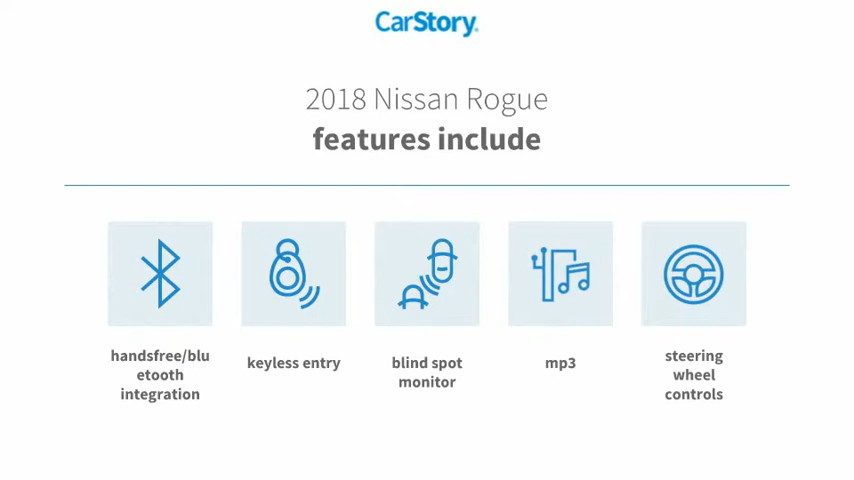 CarStory.
2018 Nissan Rogue
features include
handsfree/blu
etooth
integration
keyless entry
blind spot
monitor
mp3
steering
wheel
controls